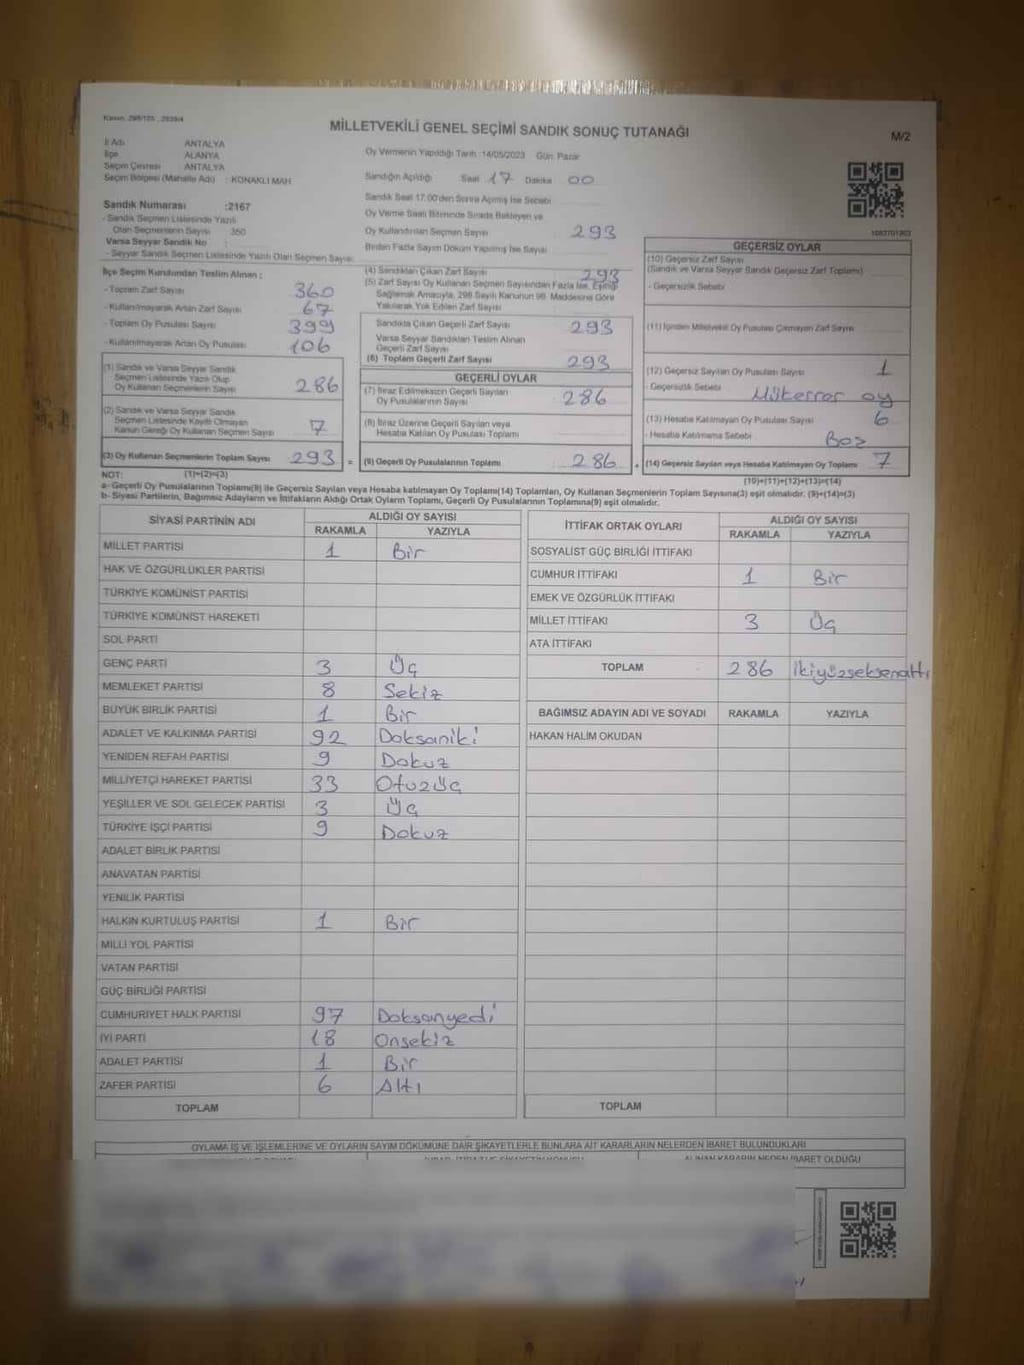 MİLLETVEKİLİ GENEL SEÇİMİ SANDIK SONUÇ TUTANAĞI
M/2
İl Adı ANTALYA
İlçe ALANYA
Seçim Çevresi ANTALYA
Seçim Bölgesi (Mahalle Adı) : KONAKLI MAH
Sandık Numarası :2167
- Sandık Seçmen Listesinde Yazılı
Olan Seçmenlerin Sayısı 350
Varsa Seyyar Sandık No :
- Seyyar Sandık Seçmen Listesinde Yazılı Olan Seçmen Sayısı:
Oy Vermenin Yapıldığı Tarih :14/05/2023 Gün: Pazar
Sandığın Açıldığı Saat 17 Dakika 00
Sandık Saat 17:00'den Sonra Açılmış İse Sebebi
Oy Verme Saati Bitiminde Sırada Bekleyen ve
Oy Kullandırılan Seçmen Sayısı 293
Birden Fazla Sayım Döküm Yapılmış İse Sayısı
İlçe Seçim Kurulundan Teslim Alınan ;
- Toplam Zarf Sayısı 360
- Kullanılmayarak Artan Zarf Sayısı 67
- Toplam Oy Pusulası Sayısı 399
- Kullanılmayarak Artan Oy Pusulası 106
(1) Sandık ve Varsa Seyyar Sandık
Seçmen Listesinde Yazılı Olup
Oy Kullanan Seçmenlerin Sayısı 286
(2) Sandık ve Varsa Seyyar Sandık
Seçmen Listesinde Kayıtlı Olmayan
Kanun Gereği Oy Kullanan Seçmen Sayısı 7
(3) Oy Kullanan Seçmenlerin Toplam Sayısı 293 =
(4) Sandıktan Çıkan Zarf Sayısı 293
(5) Zarf Sayısı Oy Kullanan Seçmen Sayısından Fazla İse, Eşitliği
Sağlamak Amacıyla, 298 Sayılı Kanunun 98. Maddesine Göre
Yakılarak Yok Edilen Zarf Sayısı
Sandıkta Çıkan Geçerli Zarf Sayısı 293
Varsa Seyyar Sandıktan Teslim Alınan
Geçerli Zarf Sayısı
(6) Toplam Geçerli Zarf Sayısı 293
GEÇERLİ OYLAR
(7) İtiraz Edilmeksizin Geçerli Sayılan
Oy Pusulalarının Sayısı 286
(8) İtiraz Üzerine Geçerli Sayılan veya
Hesaba Katılan Oy Pusulası Toplamı
(9) Geçerli Oy Pusulalarının Toplamı 286 +
GEÇERSİZ OYLAR
(10) Geçersiz Zarf Sayısı
(Sandık ve Varsa Seyyar Sandık Geçersiz Zarf Toplamı)
- Geçersizlik Sebebi
(11) İçinden Milletvekili Oy Pusulası Çıkmayan Zarf Sayısı
(12) Geçersiz Sayılan Oy Pusulası Sayısı 1
- Geçersizlik Sebebi Mükerrer oy
(13) Hesaba Katılmayan Oy Pusulası Sayısı 6
- Hesaba Katılmama Sebebi Boş
(14) Geçersiz Sayılan veya Hesaba Katılmayan Oy Toplamı 7
NOT: (1)+(2)=(3) (10)+(11)+(12)+(13)=(14)
a- Geçerli Oy Pusulalarının Toplamı(9) ile Geçersiz Sayılan veya Hesaba katılmayan Oy Toplamı(14) Toplamları, Oy Kullanan Seçmenlerin Toplam Sayısına(3) eşit olmalıdır. (9)+(14)=(3)
b- Siyasi Partilerin, Bağımsız Adayların ve İttifakların Aldığı Ortak Oyların Toplamı, Geçerli Oy Pusulalarının Toplamına(9) eşit olmalıdır.
SİYASİ PARTİNİN ADI ALDIĞI OY SAYISI
RAKAMLA YAZIYLA
MİLLET PARTİSİ 1 Bir
HAK VE ÖZGÜRLÜKLER PARTİSİ
TÜRKİYE KOMÜNİST PARTİSİ
TÜRKİYE KOMÜNİST HAREKETİ
SOL PARTİ
GENÇ PARTİ 3 Üç
MEMLEKET PARTİSİ 8 Sekiz
BÜYÜK BİRLİK PARTİSİ 1 Bir
ADALET VE KALKINMA PARTİSİ 92 Doksaniki
YENİDEN REFAH PARTİSİ 9 Dokuz
MİLLİYETÇİ HAREKET PARTİSİ 33 Otuzüç
YEŞİLLER VE SOL GELECEK PARTİSİ 3 Üç
TÜRKİYE İŞÇİ PARTİSİ 9 Dokuz
ADALET BİRLİK PARTİSİ
ANAVATAN PARTİSİ
YENİLİK PARTİSİ
HALKIN KURTULUŞ PARTİSİ 1 Bir
MİLLİ YOL PARTİSİ
VATAN PARTİSİ
GÜÇ BİRLİĞİ PARTİSİ
CUMHURİYET HALK PARTİSİ 97 Doksanyedi
İYİ PARTİ 18 Onsekiz
ADALET PARTİSİ 1 Bir
ZAFER PARTİSİ 6 Altı
TOPLAM
İTTİFAK ORTAK OYLARI ALDIĞI OY SAYISI
RAKAMLA YAZIYLA
SOSYALİST GÜÇ BİRLİĞİ İTTİFAKI
CUMHUR İTTİFAKI 1 Bir
EMEK VE ÖZGÜRLÜK İTTİFAKI
MİLLET İTTİFAKI 3 Üç
ATA İTTİFAKI
TOPLAM 286 İkiyüzseksenaltı
BAĞIMSIZ ADAYIN ADI VE SOYADI RAKAMLA YAZIYLA
HAKAN HALİM OKUDAN
TOPLAM
OYLAMA İŞ VE İŞLEMLERİNE VE OYLARIN SAYIM DÖKÜMÜNE DAİR ŞİKAYETLERLE BUNLARA AİT KARARLARIN NELERDEN İBARET BULUNDUKLARI